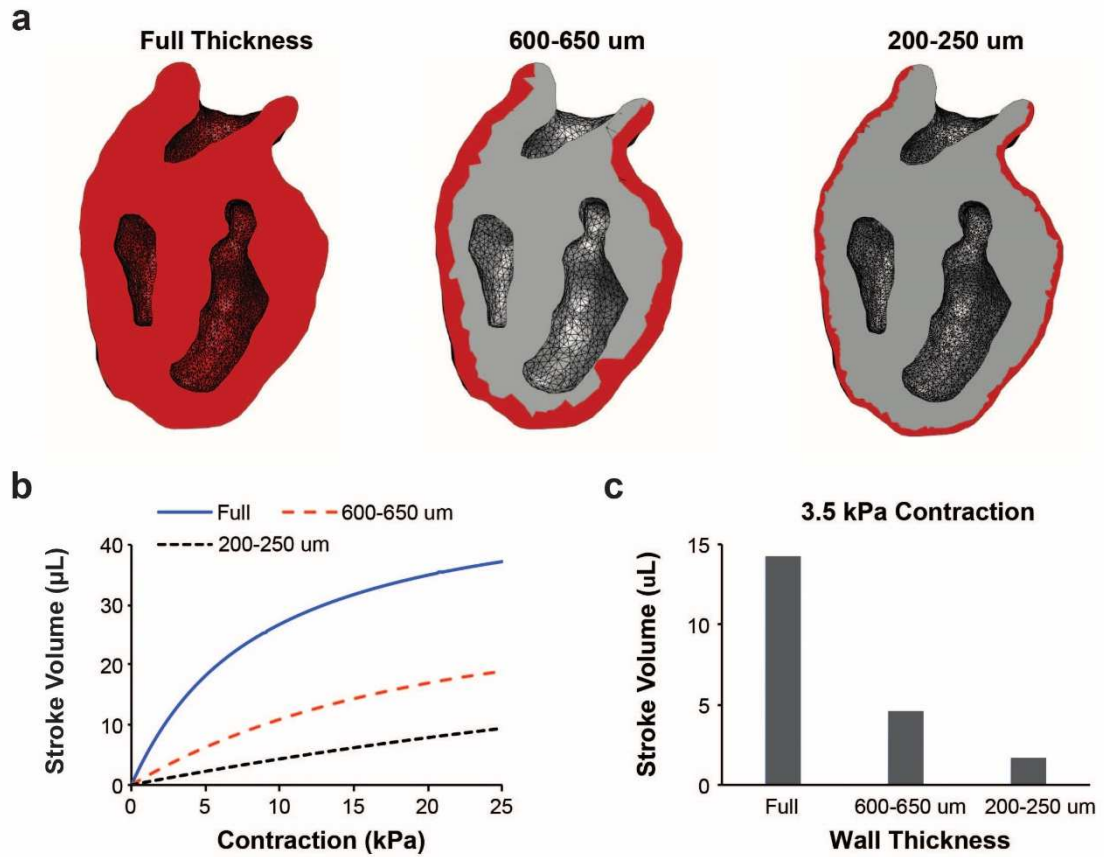 a
Full Thickness
600-650 um
200-250 um
b
Full
600-650 um
200-250 um
40
30
20
10
0
Stroke Volume (µL)
0 5 10 15 20 25
Contraction (kPa)
c
3.5 kPa Contraction
15
10
5
0
Stroke Volume (uL)
Full 600-650 um 200-250 um
Wall Thickness